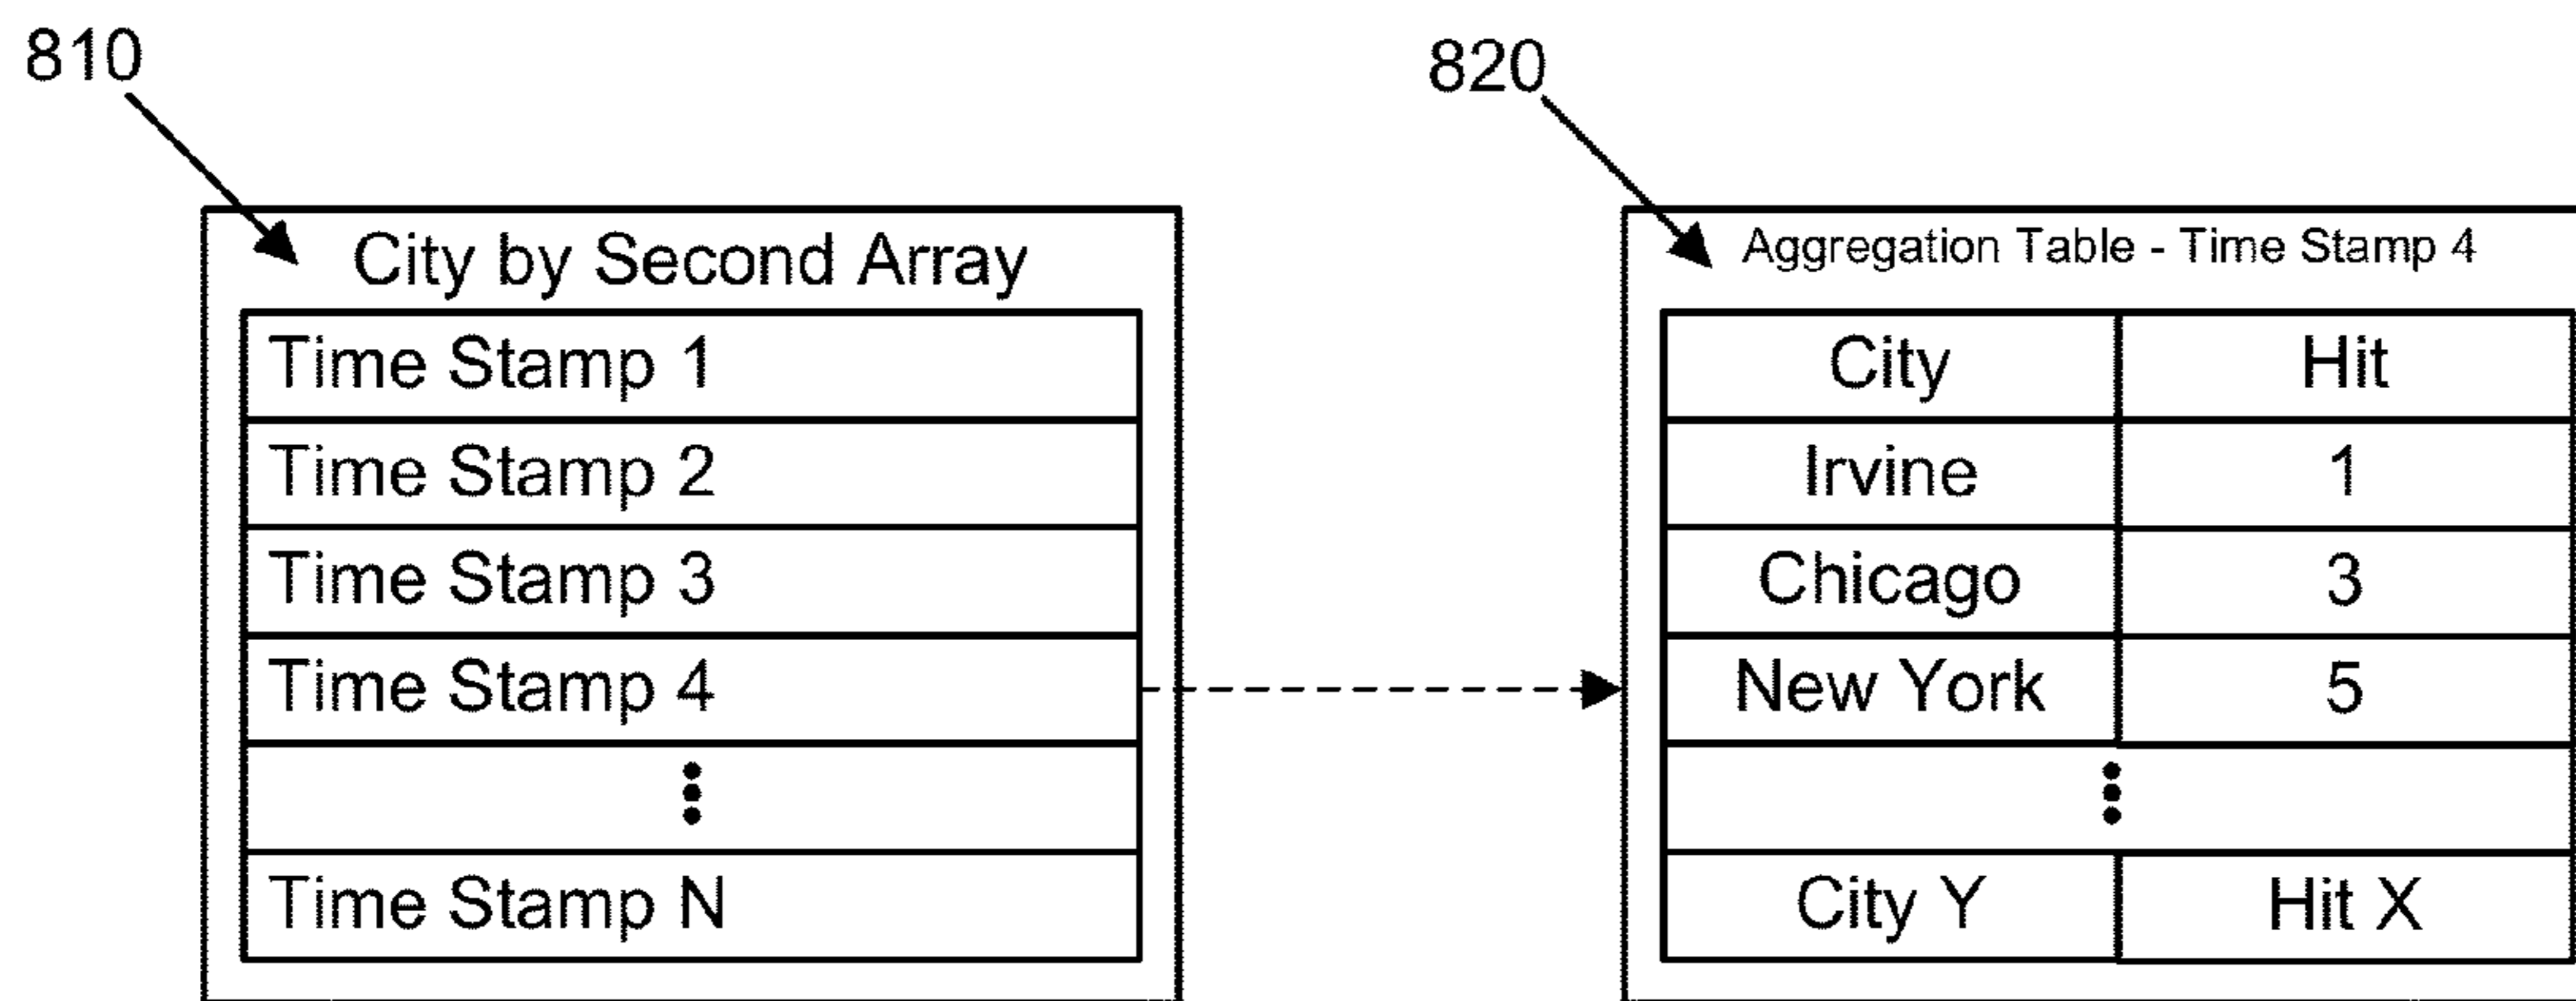 810
820
City by Second Array
Time Stamp 1
Time Stamp 2
Time Stamp 3
Time Stamp 4
Time Stamp N
Aggregation Table - Time Stamp 4
City Hit
Irvine 1
Chicago 3
New York 5
City Y Hit X